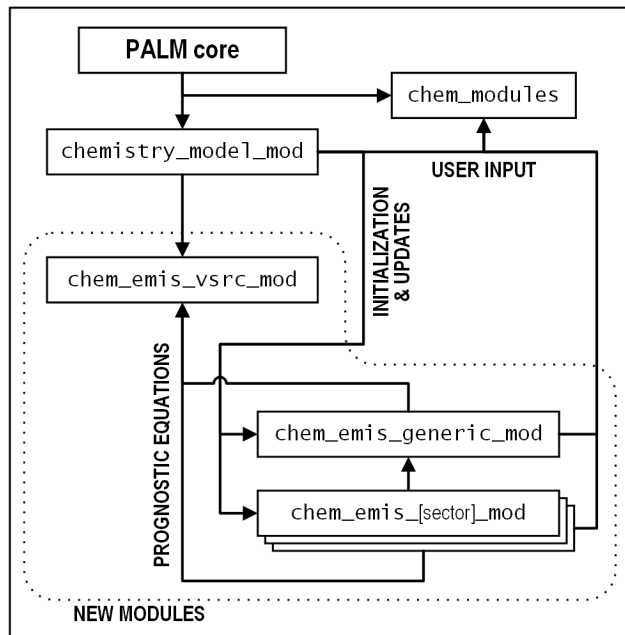 PALM core
chem_modules
chemistry_model_mod
USER INPUT
INITIALIZATION
& UPDATES
chem_emis_vsrc_mod
PROGNOSTIC EQUATIONS
chem_emis_generic_mod
chem_emis_[sector]_mod
NEW MODULES